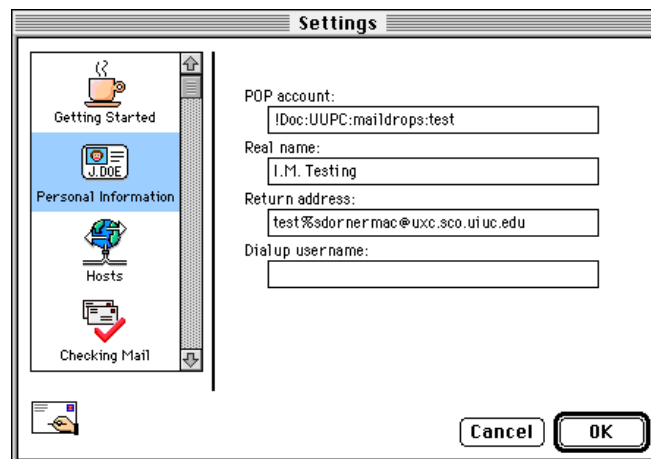 Settings
Getting Started
J.DOE
Personal Information
Hosts
Checking Mail
POP account:
!Doc:UUPC:maildrops:test
Real name:
I.M. Testing
Return address:
test%sdornermac@uxc.sco.uiuc.edu
Dialup username:
Cancel
OK